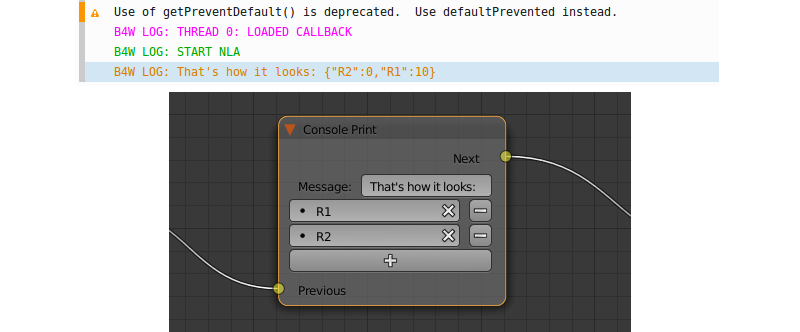 Use of getPreventDefault() is deprecated.  Use defaultPrevented instead.
B4W LOG: THREAD 0: LOADED CALLBACK
B4W LOG: START NLA
B4W LOG: That's how it looks: {"R2":0,"R1":10}
Console Print
Next
Message: That's how it looks:
R1
R2
Previous